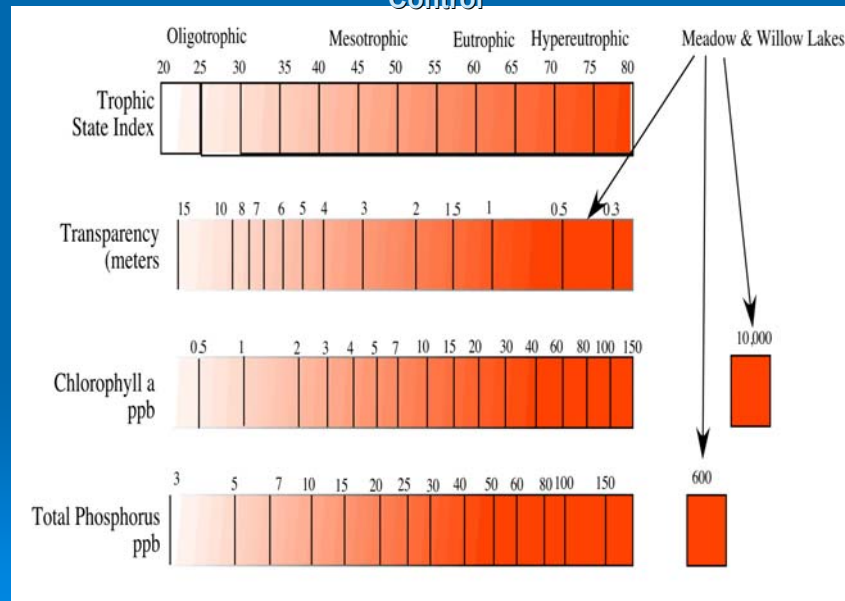 Control
Oligotrophic Mesotrophic Eutrophic Hypereutrophic Meadow & Willow Lakes
20 25 30 35 40 45 50 55 60 65 70 75 80
Trophic
State Index
15 10 8 7 6 5 4 3 2 1.5 1 0.5 0.3
Transparency
(meters
10,000
0.5 1 2 3 4 5 7 10 15 20 30 40 60 80 100 150
Chlorophyll a
ppb
600
3 5 7 10 15 20 25 30 40 50 60 80 100 150
Total Phosphorus
ppb